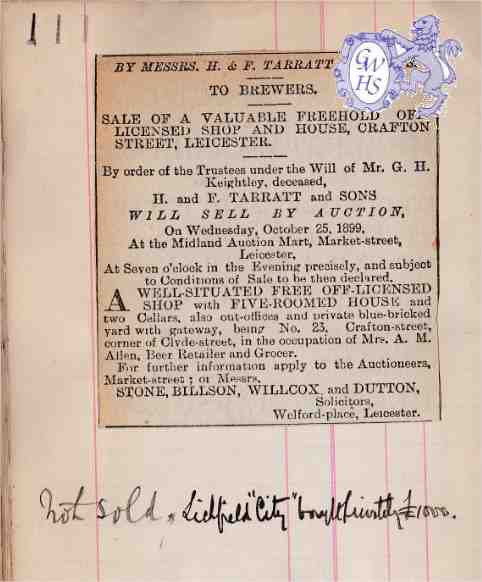 11
GWHS
BY MESSRS. H. & F. TARRATT
TO BREWERS.
SALE OF A VALUABLE FREEHOLD OFF
LICENSED SHOP AND HOUSE, CRAFTON
STREET, LEICESTER.
By order of the Trustees under the Will of Mr. G. H.
Keightley, deceased,
H. and F. TARRATT and SONS
WILL SELL BY AUCTION,
On Wednesday, October 25, 1899,
At the Midland Auction Mart, Market-street,
Leicester,
At Seven o'clock in the Evening precisely, and subject
to Conditions of Sale to be then declared.
A WELL-SITUATED FREE OFF-LICENSED
SHOP with FIVE-ROOMED HOUSE and
two Cellars, also out-offices and private blue-bricked
yard with gateway, being No. 23, Crafton-street,
corner of Clyde-street, in the occupation of Mrs. A. M.
Allen, Beer Retailer and Grocer.
For further information apply to the Auctioneers,
Market-street; or Messrs.
STONE, BILLSON, WILLCOX and DUTTON,
Solicitors,
Welford-place, Leicester.
Not sold, Lichfield "City" bought privately £1000.